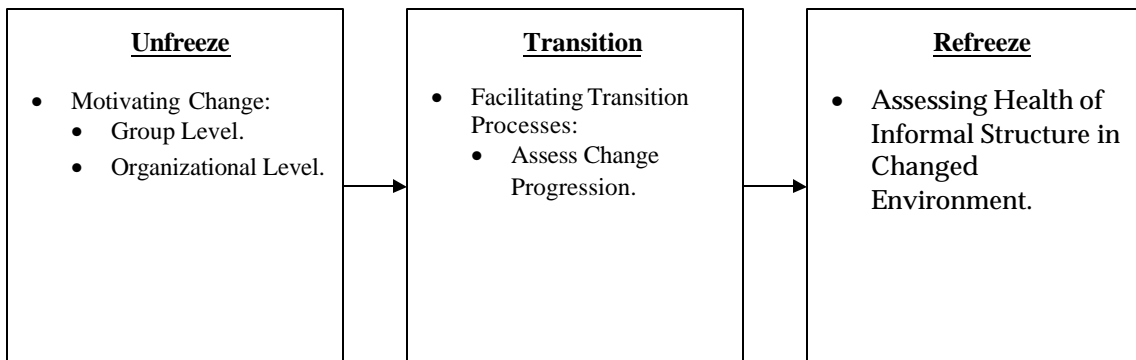 Unfreeze
• Motivating Change:
• Group Level.
• Organizational Level.
Transition
• Facilitating Transition
Processes:
• Assess Change
Progression.
Refreeze
• Assessing Health of
Informal Structure in
Changed
Environment.